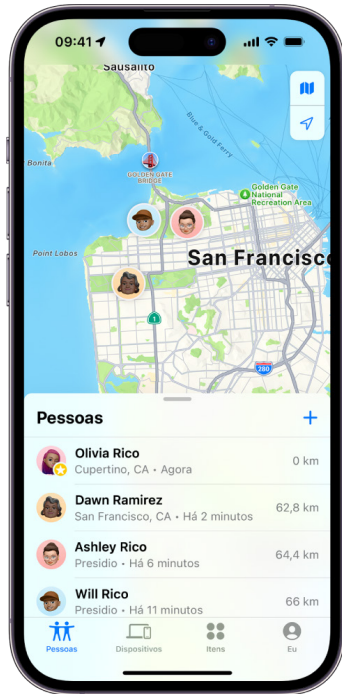 09:41
Sausalito
Blue & Gold Ferry
Bonita
GOLDEN GATE
BRIDGE
Golden Gate
National
Recreation Area
Point Lobos
San Francisco
1
280
Pessoas
Olivia Rico
Cupertino, CA • Agora
0 km
Dawn Ramirez
San Francisco, CA • Há 2 minutos
62,8 km
Ashley Rico
Presidio • Há 6 minutos
64,4 km
Will Rico
Presidio • Há 11 minutos
66 km
Pessoas
Dispositivos
Itens
Eu